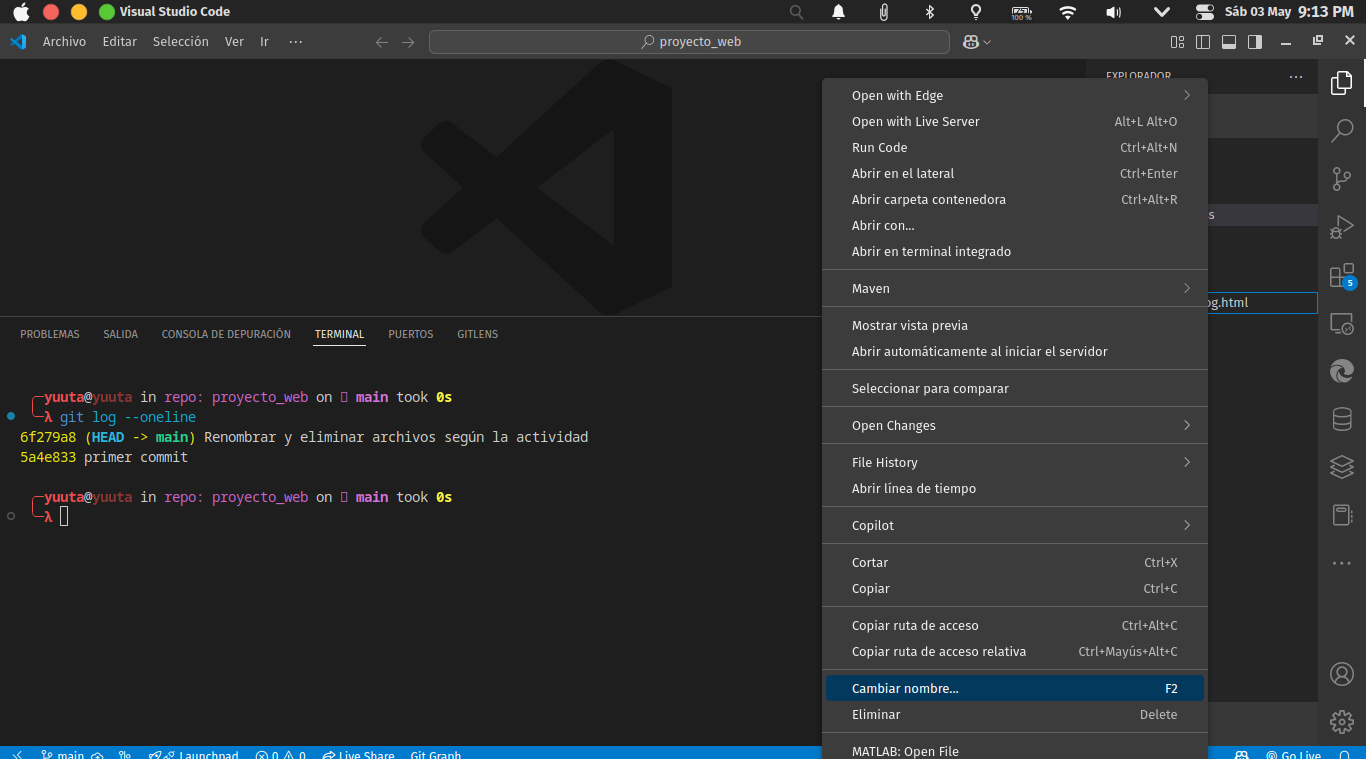 Visual Studio Code
100 %
Sáb 03 May 9:13 PM
Archivo Editar Selección Ver Ir ···
proyecto_web
EXPLORADOR ···
Open with Edge
Open with Live Server Alt+L Alt+O
Run Code Ctrl+Alt+N
Abrir en el lateral Ctrl+Enter
Abrir carpeta contenedora Ctrl+Alt+R
Abrir con...
Abrir en terminal integrado
Maven
Mostrar vista previa
Abrir automáticamente al iniciar el servidor
Seleccionar para comparar
Open Changes
File History
Abrir línea de tiempo
Copilot
Cortar Ctrl+X
Copiar Ctrl+C
Copiar ruta de acceso Ctrl+Alt+C
Copiar ruta de acceso relativa Ctrl+Mayús+Alt+C
Cambiar nombre... F2
Eliminar Delete
MATLAB: Open File
s
og.html
5
PROBLEMAS SALIDA CONSOLA DE DEPURACIÓN TERMINAL PUERTOS GITLENS
yuuta@yuuta in repo: proyecto_web on main took 0s
λ git log --oneline
6f279a8 (HEAD -> main) Renombrar y eliminar archivos según la actividad
5a4e833 primer commit
yuuta@yuuta in repo: proyecto_web on main took 0s
λ
main Launchpad 0 0 Live Share Git Graph Go Live